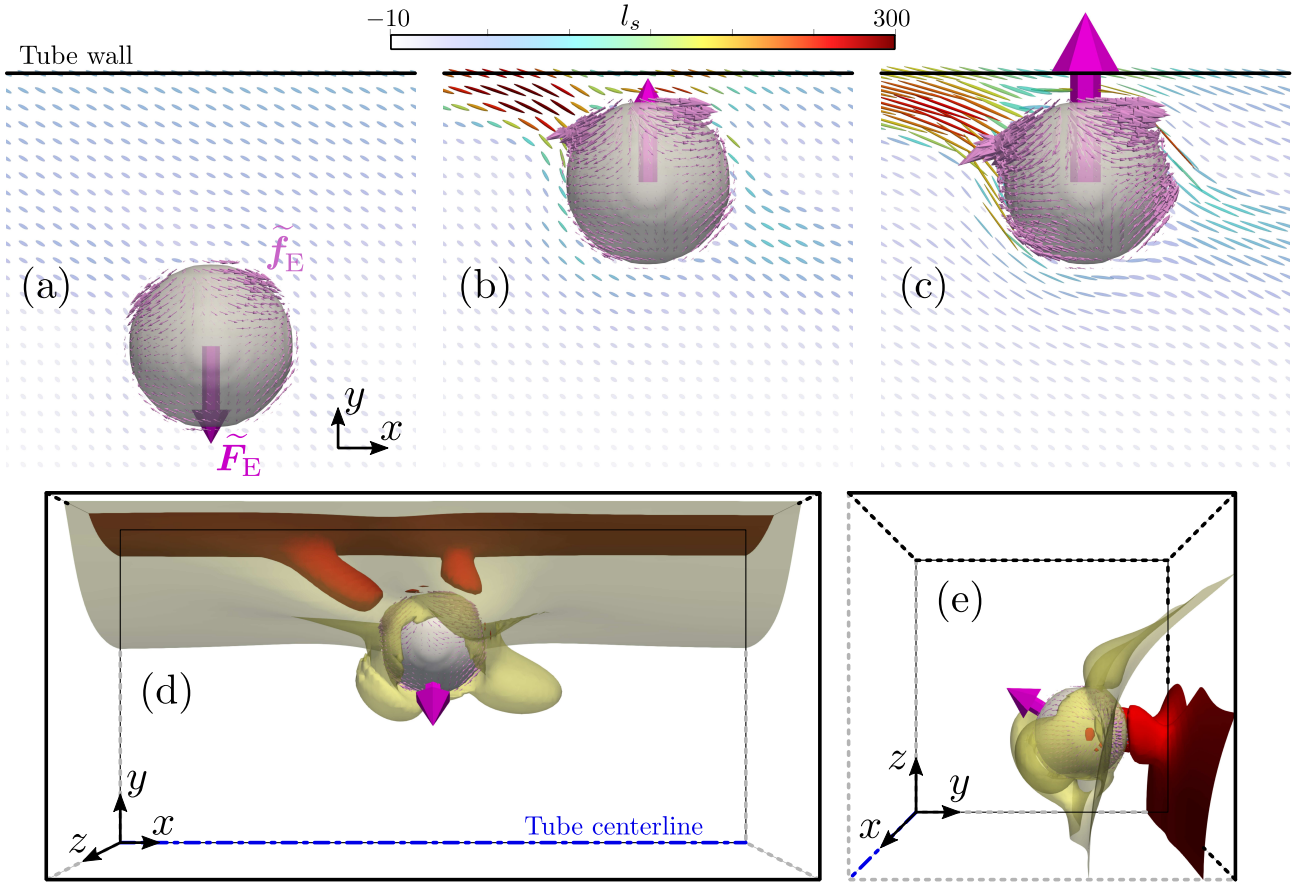 −10 l_s 300
Tube wall
f̃_E
(a) (b) (c)
y
x
F̃_E
(d) (e)
y
z x
Tube centerline
z
y
x